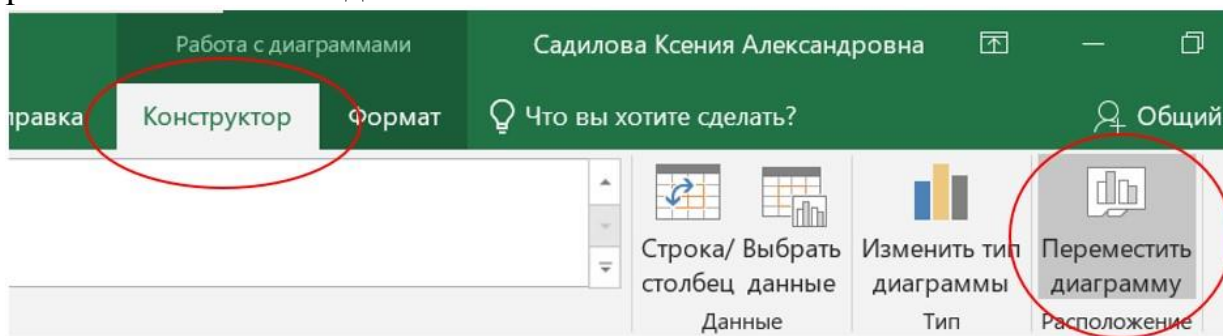 Работа с диаграммами Садилова Ксения Александровна
правка Конструктор Формат Что вы хотите сделать? Общий
Строка/ Выбрать Изменить тип Переместить
столбец данные диаграммы диаграмму
Данные Тип Расположение